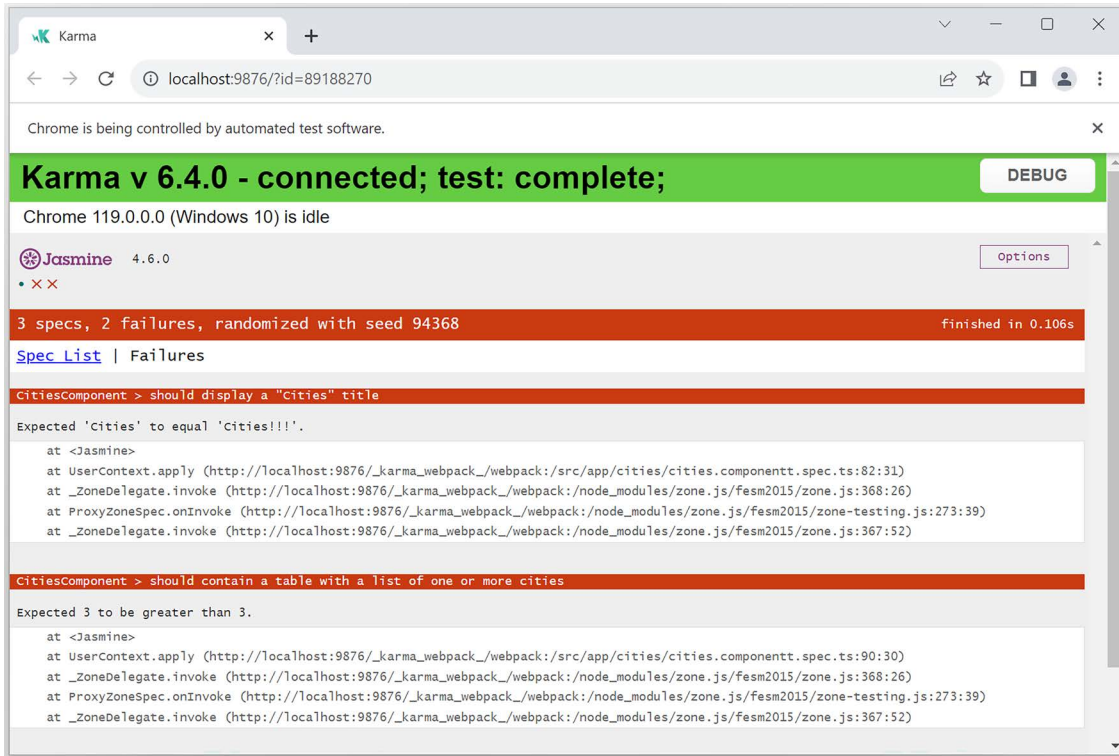 Karma
localhost:9876/?id=89188270
Chrome is being controlled by automated test software.
Karma v 6.4.0 - connected; test: complete;
DEBUG
Chrome 119.0.0.0 (Windows 10) is idle
Jasmine 4.6.0
Options
• × ×
3 specs, 2 failures, randomized with seed 94368
finished in 0.106s
Spec List | Failures
CitiesComponent > should display a "Cities" title
Expected 'Cities' to equal 'Cities!!!'.
at <Jasmine>
at UserContext.apply (http://localhost:9876/_karma_webpack_/webpack:/src/app/cities/cities.componentt.spec.ts:82:31)
at _ZoneDelegate.invoke (http://localhost:9876/_karma_webpack_/webpack:/node_modules/zone.js/fesm2015/zone.js:368:26)
at ProxyZoneSpec.onInvoke (http://localhost:9876/_karma_webpack_/webpack:/node_modules/zone.js/fesm2015/zone-testing.js:273:39)
at _ZoneDelegate.invoke (http://localhost:9876/_karma_webpack_/webpack:/node_modules/zone.js/fesm2015/zone.js:367:52)
CitiesComponent > should contain a table with a list of one or more cities
Expected 3 to be greater than 3.
at <Jasmine>
at UserContext.apply (http://localhost:9876/_karma_webpack_/webpack:/src/app/cities/cities.componentt.spec.ts:90:30)
at _ZoneDelegate.invoke (http://localhost:9876/_karma_webpack_/webpack:/node_modules/zone.js/fesm2015/zone.js:368:26)
at ProxyZoneSpec.onInvoke (http://localhost:9876/_karma_webpack_/webpack:/node_modules/zone.js/fesm2015/zone-testing.js:273:39)
at _ZoneDelegate.invoke (http://localhost:9876/_karma_webpack_/webpack:/node_modules/zone.js/fesm2015/zone.js:367:52)